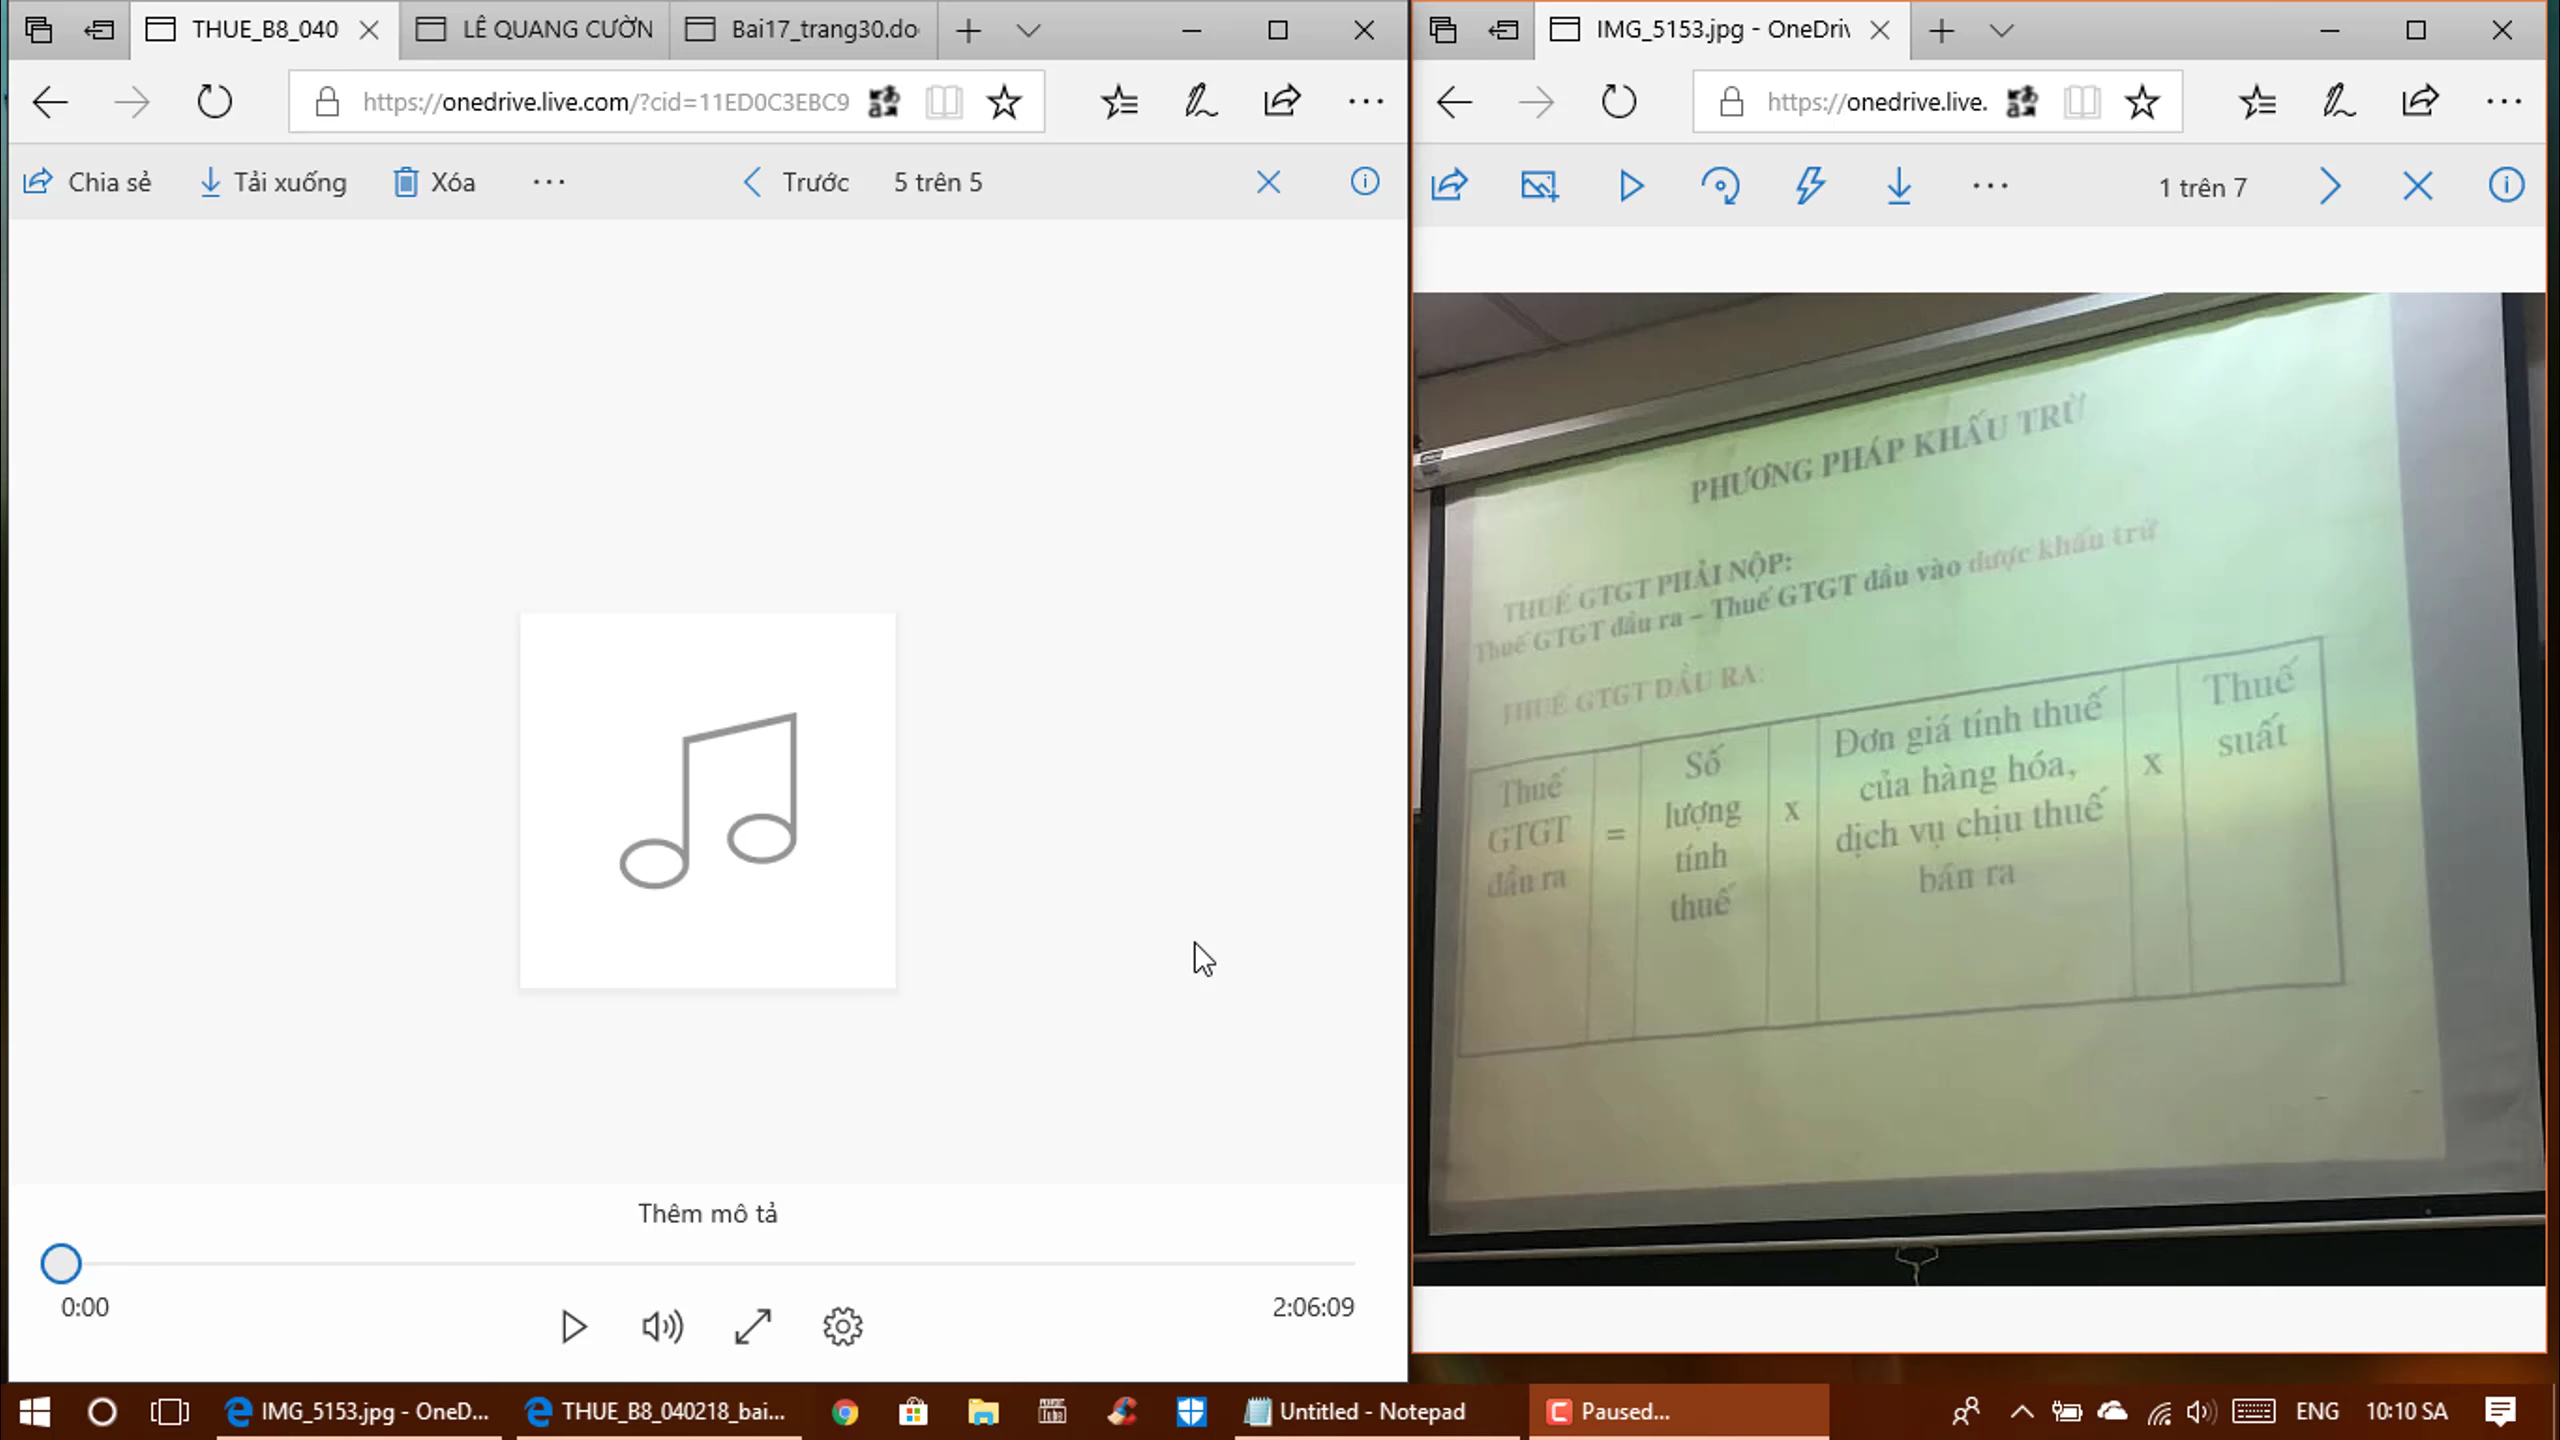 THUE_B8_040
LÊ QUANG CƯỜN
Bai17_trang30.do
https://onedrive.live.com/?cid=11ED0C3EBC9
Chia sẻ
Tải xuống
Xóa
Trước
5 trên 5
Thêm mô tả
0:00
2:06:09
IMG_5153.jpg - OneDriv
https://onedrive.live.
1 trên 7
PHƯƠNG PHÁP KHẤU TRỪ
THUẾ GTGT PHẢI NỘP:
Thuế GTGT đầu ra – Thuế GTGT đầu vào được khấu trừ
THUẾ GTGT ĐẦU RA:
Thuế
GTGT
đầu ra
=
Số
lượng
tính
thuế
x
Đơn giá tính thuế
của hàng hóa,
dịch vụ chịu thuế
bán ra
x
Thuế
suất
IMG_5153.jpg - OneD...
THUE_B8_040218_bai...
Untitled - Notepad
Paused...
ENG
10:10 SA